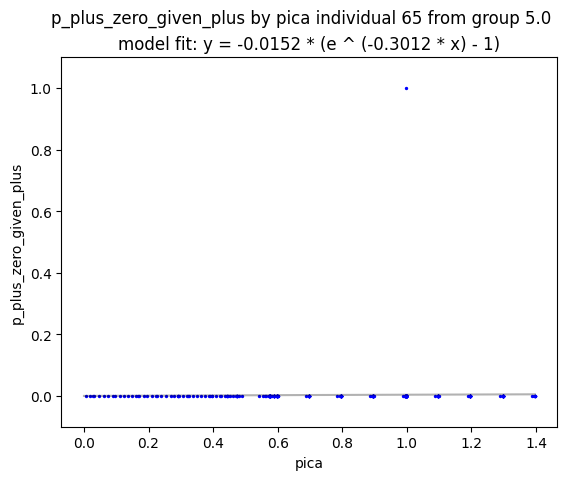 p_plus_zero_given_plus by pica individual 65 from group 5.0
model fit: y = -0.0152 * (e ^ (-0.3012 * x) - 1)
1.0
0.8
0.6
0.4
0.2
0.0
p_plus_zero_given_plus
0.0 0.2 0.4 0.6 0.8 1.0 1.2 1.4
pica